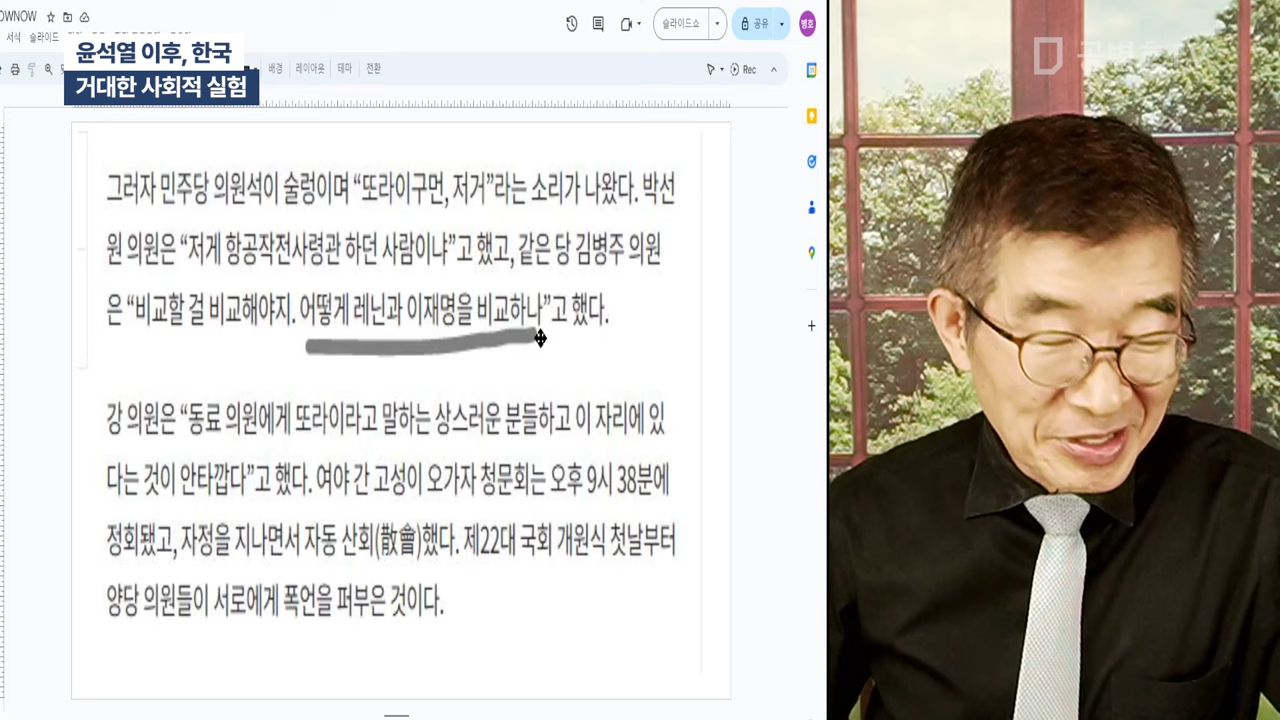 OWNOW
슬라이드쇼
공유
병호
서식 슬라이드
윤석열 이후, 한국
거대한 사회적 실험
배경 레이아웃 테마 전환
Rec
그러자 민주당 의원석이 술렁이며 “또라이구먼, 저거”라는 소리가 나왔다. 박선
원 의원은 “저게 항공작전사령관 하던 사람이냐”고 했고, 같은 당 김병주 의원
은 “비교할 걸 비교해야지. 어떻게 레닌과 이재명을 비교하나”고 했다.
강 의원은 “동료 의원에게 또라이라고 말하는 상스러운 분들하고 이 자리에 있
다는 것이 안타깝다”고 했다. 여야 간 고성이 오가자 청문회는 오후 9시 38분에
정회됐고, 자정을 지나면서 자동 산회(散會)했다. 제22대 국회 개원식 첫날부터
양당 의원들이 서로에게 폭언을 퍼부은 것이다.